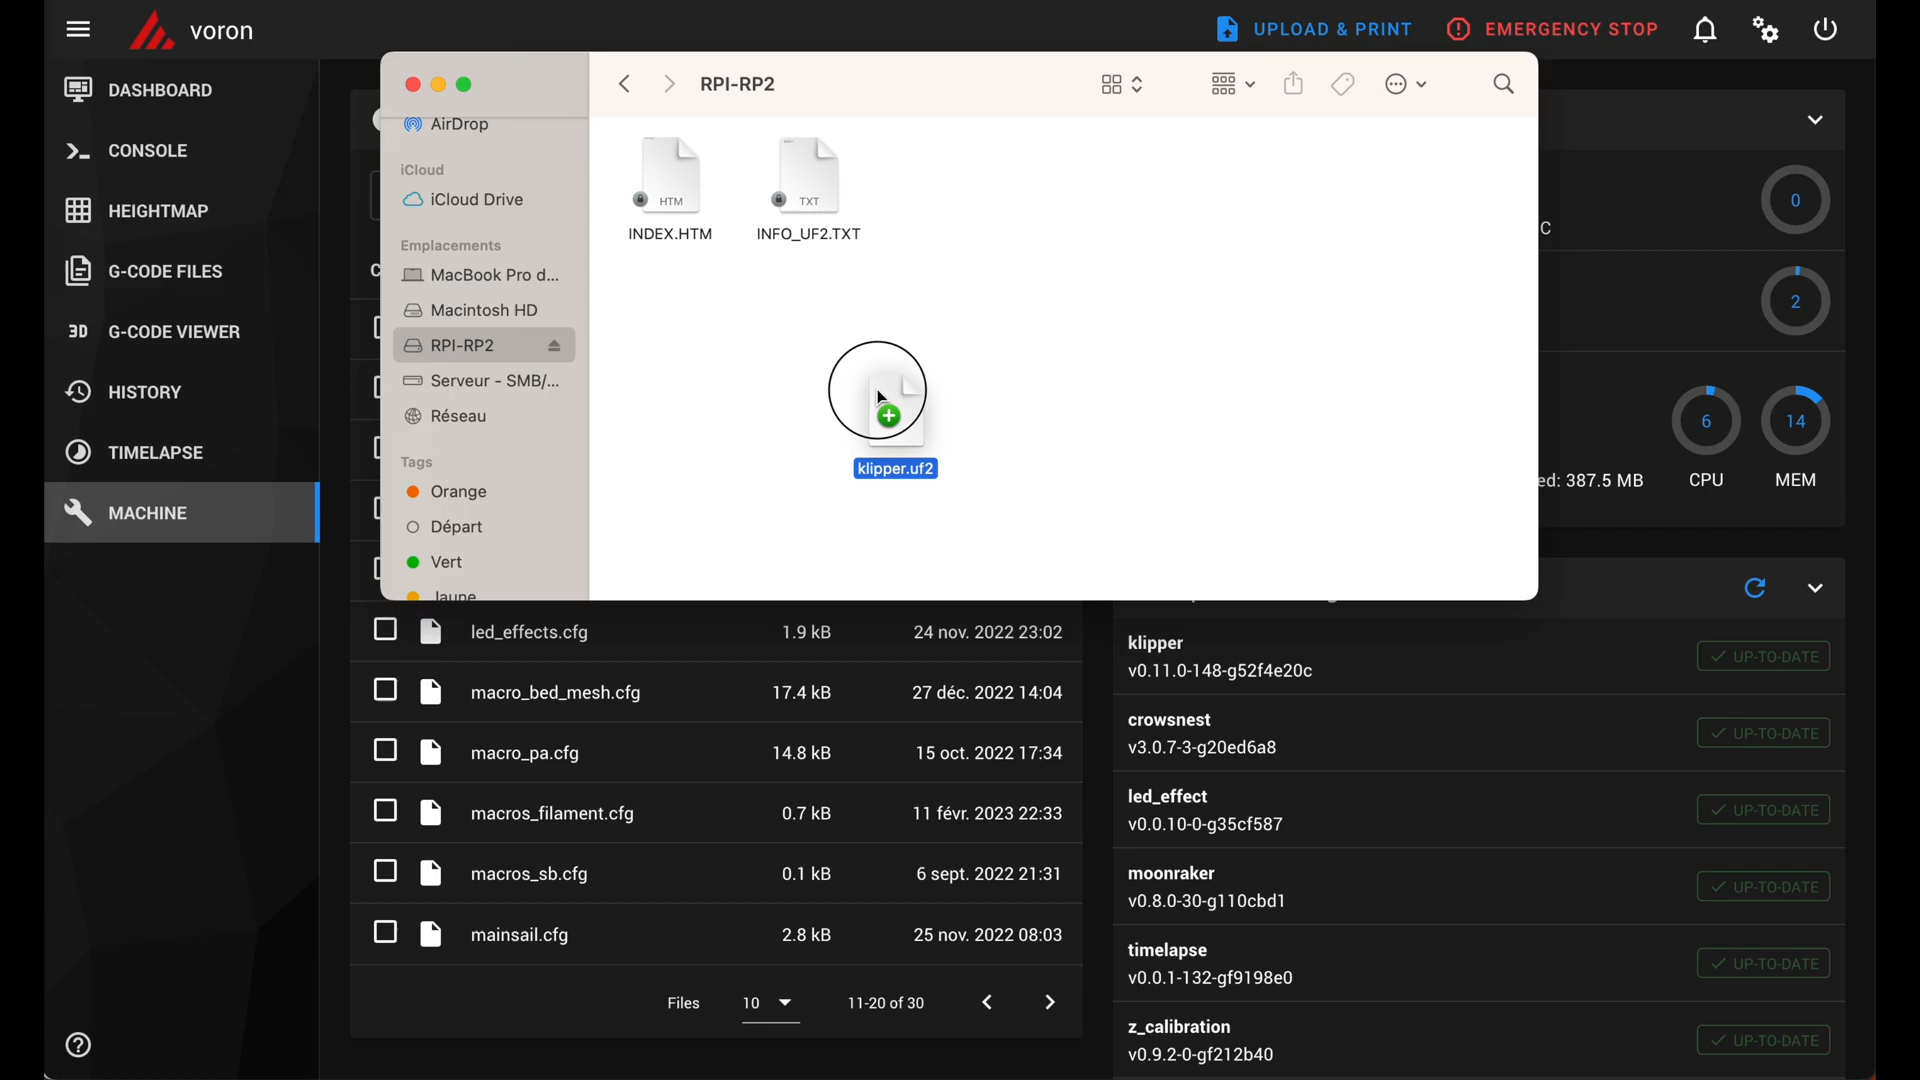 voron
UPLOAD & PRINT
EMERGENCY STOP
DASHBOARD
CONSOLE
HEIGHTMAP
G-CODE FILES
3D G-CODE VIEWER
HISTORY
TIMELAPSE
MACHINE
AirDrop
iCloud
iCloud Drive
Emplacements
MacBook Pro d...
Macintosh HD
RPI-RP2
Serveur - SMB/...
Réseau
Tags
Orange
Départ
Vert
Jaune
RPI-RP2
HTM
INDEX.HTM
TXT
INFO_UF2.TXT
klipper.uf2
C
0
2
6
14
ed: 387.5 MB
CPU
MEM
led_effects.cfg 1.9 kB 24 nov. 2022 23:02
macro_bed_mesh.cfg 17.4 kB 27 déc. 2022 14:04
macro_pa.cfg 14.8 kB 15 oct. 2022 17:34
macros_filament.cfg 0.7 kB 11 févr. 2023 22:33
macros_sb.cfg 0.1 kB 6 sept. 2022 21:31
mainsail.cfg 2.8 kB 25 nov. 2022 08:03
Files 10 11-20 of 30
klipper
v0.11.0-148-g52f4e20c
UP-TO-DATE
crowsnest
v3.0.7-3-g20ed6a8
UP-TO-DATE
led_effect
v0.0.10-0-g35cf587
UP-TO-DATE
moonraker
v0.8.0-30-g110cbd1
UP-TO-DATE
timelapse
v0.0.1-132-gf9198e0
UP-TO-DATE
z_calibration
v0.9.2-0-gf212b40
UP-TO-DATE